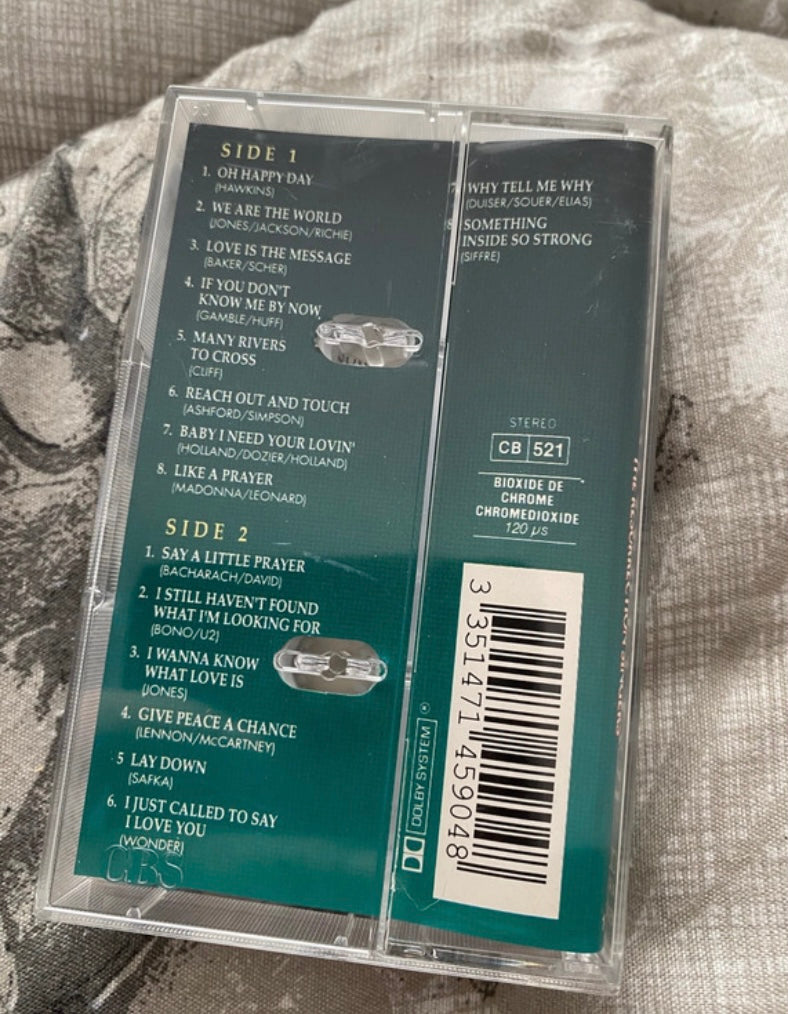 SIDE 1
1. OH HAPPY DAY
(HAWKINS)
2. WE ARE THE WORLD
(JONES/JACKSON/RICHIE)
3. LOVE IS THE MESSAGE
(BAKER/SCHER)
4. IF YOU DON'T
KNOW ME BY NOW
(GAMBLE/HUFF)
5. MANY RIVERS
TO CROSS
(CLIFF)
6. REACH OUT AND TOUCH
(ASHFORD/SIMPSON)
7. BABY I NEED YOUR LOVIN'
(HOLLAND/DOZIER/HOLLAND)
8. LIKE A PRAYER
(MADONNA/LEONARD)
SIDE 2
1. SAY A LITTLE PRAYER
(BACHARACH/DAVID)
2. I STILL HAVEN'T FOUND
WHAT I'M LOOKING FOR
(BONO/U2)
3. I WANNA KNOW
WHAT LOVE IS
(JONES)
4. GIVE PEACE A CHANCE
(LENNON/McCARTNEY)
5 LAY DOWN
(SAFKA)
6. I JUST CALLED TO SAY
I LOVE YOU
(WONDER)
CBS
7. WHY TELL ME WHY
(DUISER/SOUER/ELIAS)
8. SOMETHING
INSIDE SO STRONG
(SIFFRE)
STEREO
CB 521
BIOXIDE DE
CHROME
CHROMEDIOXIDE
120 µs
DOLBY SYSTEM ®
3 351471 459048
THE RESURRECTION SINGERS